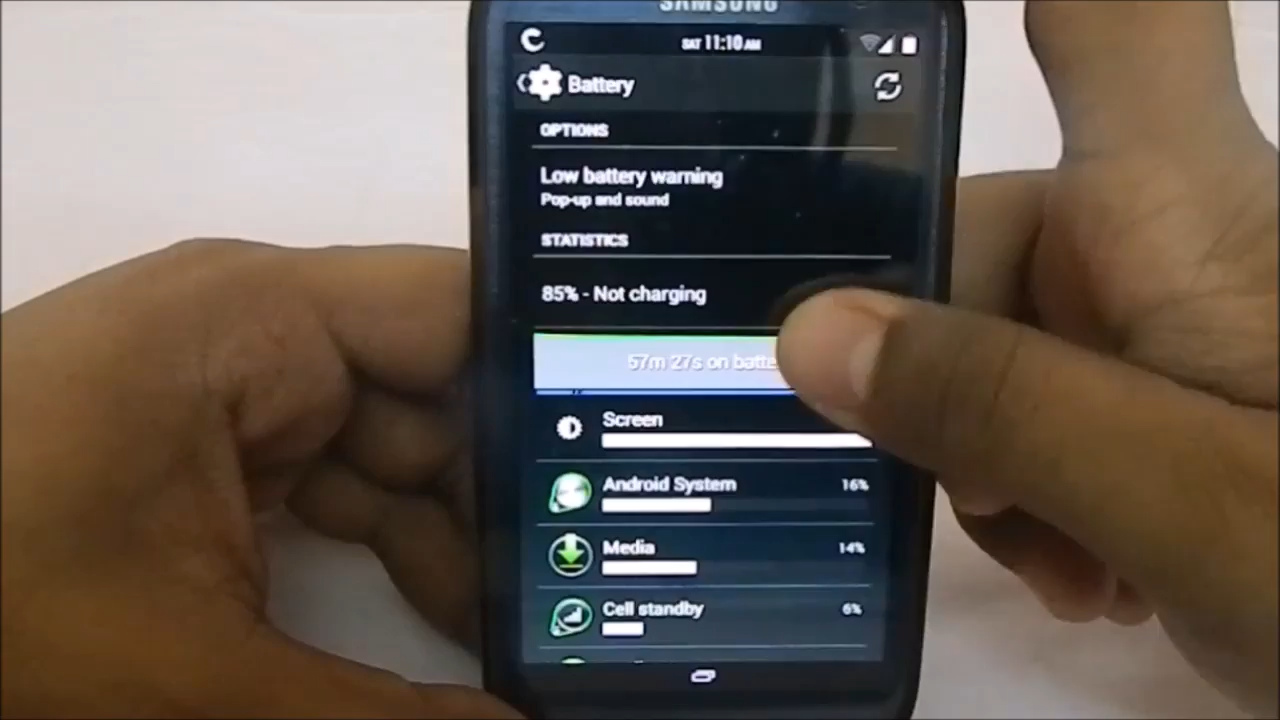 SAMSUNG
SAT 11:10 AM
Battery
OPTIONS
Low battery warning
Pop-up and sound
STATISTICS
85% - Not charging
57m 27s on
Screen
Android System 16%
Media 14%
Cell standby 6%